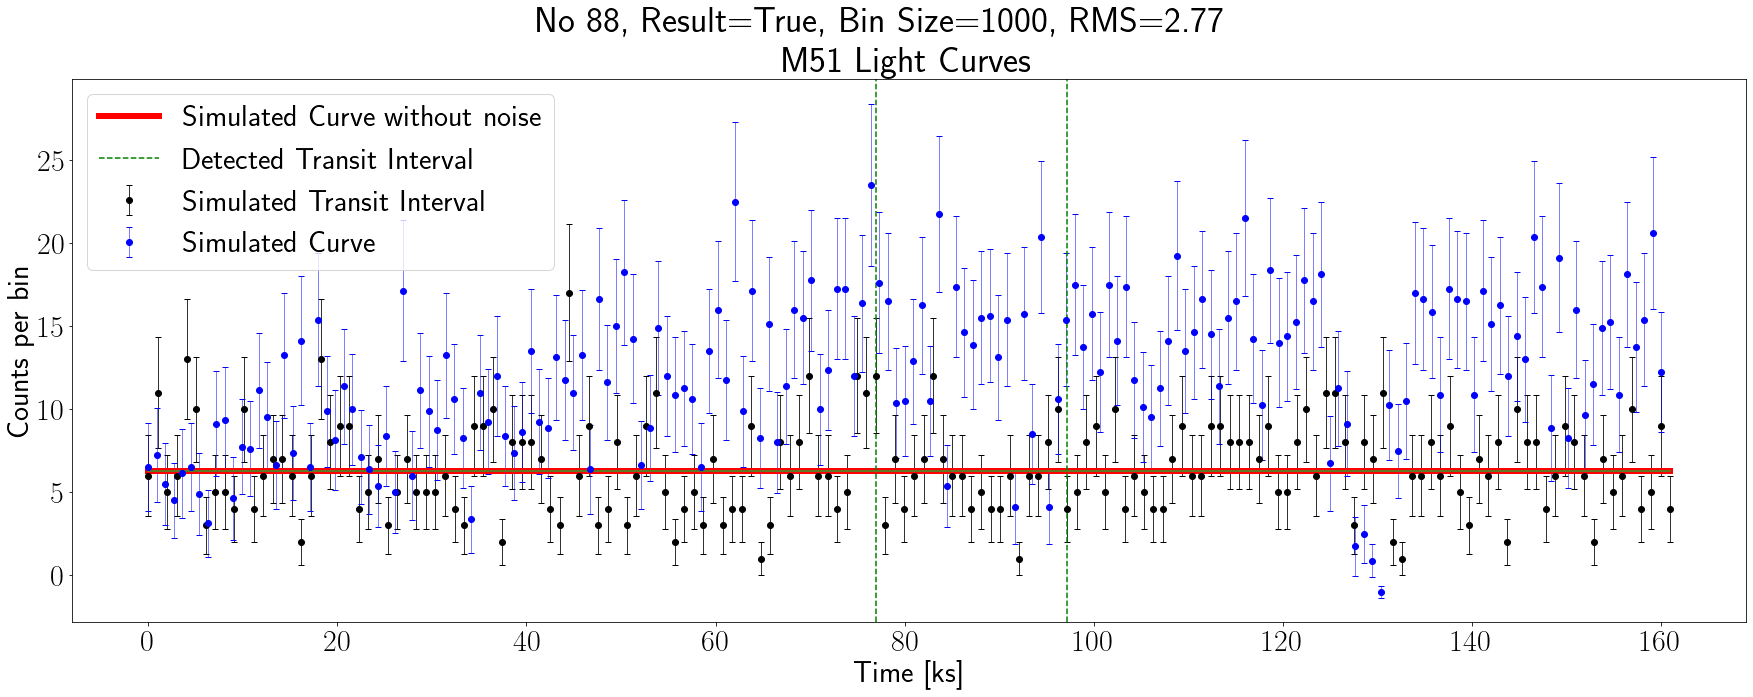 No 88, Result=True, Bin Size=1000, RMS=2.77
M51 Light Curves
Simulated Curve without noise
Detected Transit Interval
Simulated Transit Interval
Simulated Curve
Counts per bin
25
20
15
10
5
0
0 20 40 60 80 100 120 140 160
Time [ks]